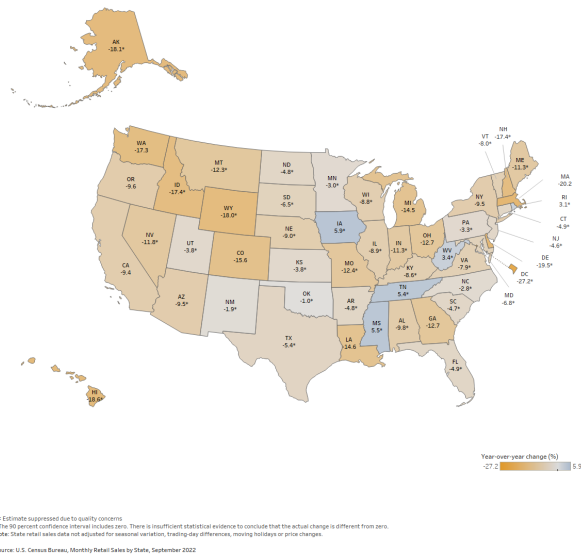 AK
-18.1*
WA
-17.3
OR
-9.6
CA
-9.4
ID
-17.4*
NV
-11.8*
MT
-12.3*
WY
-18.0*
UT
-3.8*
CO
-15.6
AZ
-9.5*
NM
-1.9*
ND
-4.8*
SD
-6.5*
NE
-9.0*
KS
-3.8*
OK
-1.0*
TX
-5.4*
MN
-3.0*
IA
5.9*
MO
-12.4*
AR
-4.8*
LA
-14.6
WI
-8.8*
IL
-8.9*
MI
-14.5
IN
-11.3*
OH
-12.7
KY
-8.6*
TN
5.4*
MS
5.5*
AL
-9.8*
GA
-12.7
FL
-4.9*
SC
-4.7*
NC
-2.8*
VA
-7.9*
WV
3.4*
PA
-3.3*
NY
-9.5
VT
-8.0*
NH
-17.4*
ME
-11.3*
MA
-20.2
RI
3.1*
CT
-4.9*
NJ
-4.6*
DE
-19.5*
DC
-27.2*
MD
-6.8*
HI
-18.6*
Year-over-year change (%)
-27.2
5.9
Estimate suppressed due to quality concerns
The 90 percent confidence interval includes zero. There is insufficient statistical evidence to conclude that the actual change is different from zero.
ote: State retail sales data not adjusted for seasonal variation, trading-day differences, moving holidays or price changes.
urce: U.S. Census Bureau, Monthly Retail Sales by State, September 2022